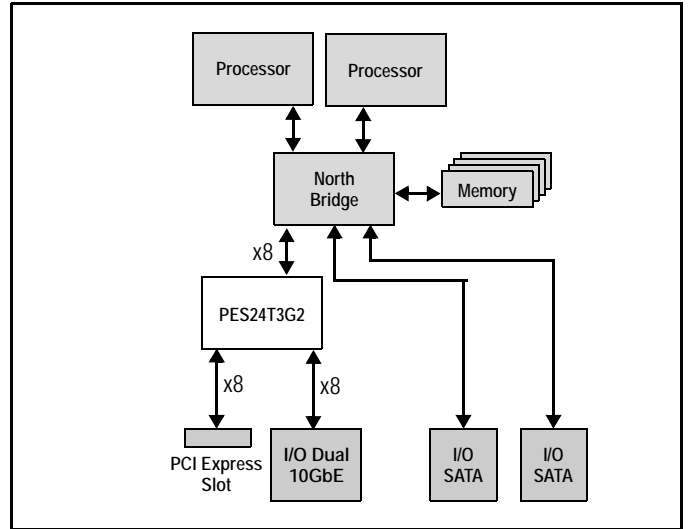 Processor
Processor
North
Bridge
Memory
x8
PES24T3G2
x8
x8
PCI Express
Slot
I/O Dual
10GbE
I/O
SATA
I/O
SATA